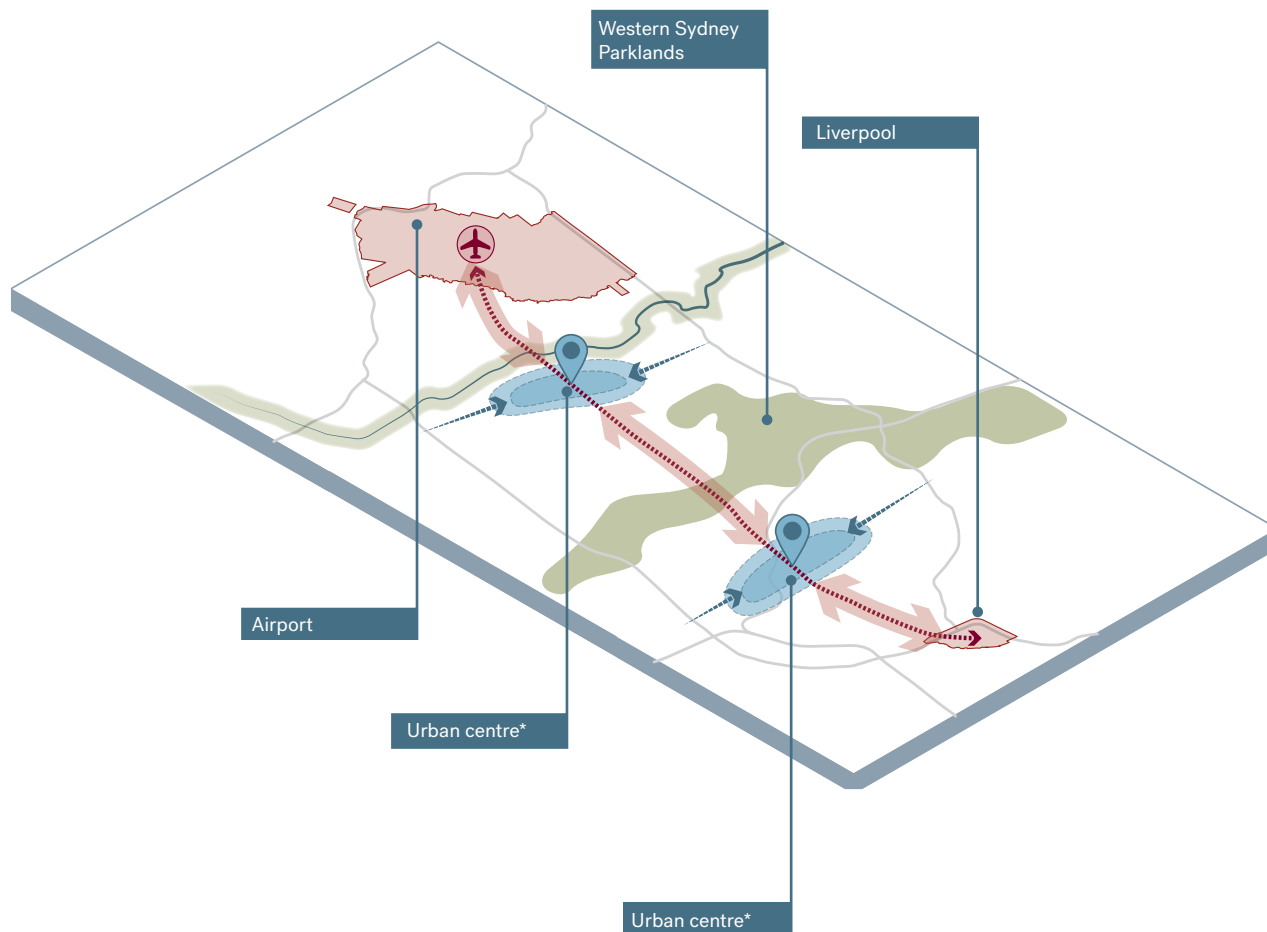 Western Sydney
Parklands
Liverpool
Airport
Urban centre*
Urban centre*